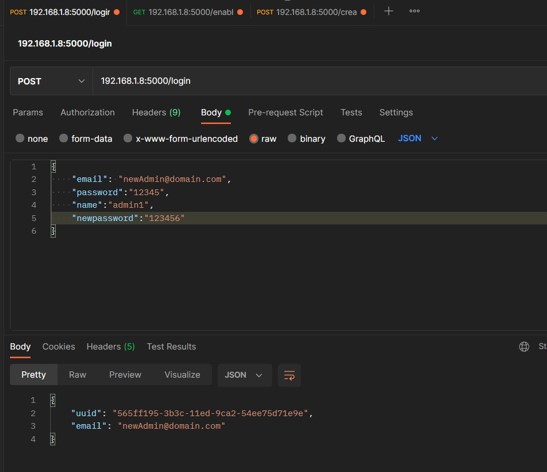 POST 192.168.1.8:5000/login GET 192.168.1.8:5000/enabl POST 192.168.1.8:5000/crea
192.168.1.8:5000/login
POST 192.168.1.8:5000/login
Params Authorization Headers (9) Body Pre-request Script Tests Settings
none form-data x-www-form-urlencoded raw binary GraphQL JSON
1 {
2 "email": "newAdmin@domain.com",
3 "password":"12345",
4 "name":"admin1",
5 "newpassword":"123456"
6 }
Body Cookies Headers (5) Test Results St
Pretty Raw Preview Visualize JSON
1 {
2 "uuid": "565ff195-3b3c-11ed-9ca2-54ee75d71e9e",
3 "email": "newAdmin@domain.com"
4 }